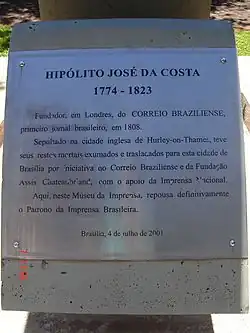 HIPÓLITO JOSÉ DA COSTA
1774 - 1823
Fundador, em Londres, do CORREIO BRAZILIENSE,
primeiro jornal brasileiro, em 1808.
Sepultado na cidade inglesa de Hurley-on-Thames, teve
seus restos mortais exumados e traslacados para esta cidade de
Brasília por iniciativa do Correio Braziliense e da Fundação
Assis Chateaubriand, com o apoio da Imprensa Nacional.
Aqui, neste Museu da Imprensa, repousa definitivamente
o Patrono da Imprensa Brasileira.
Brasília, 4 de julho de 2001